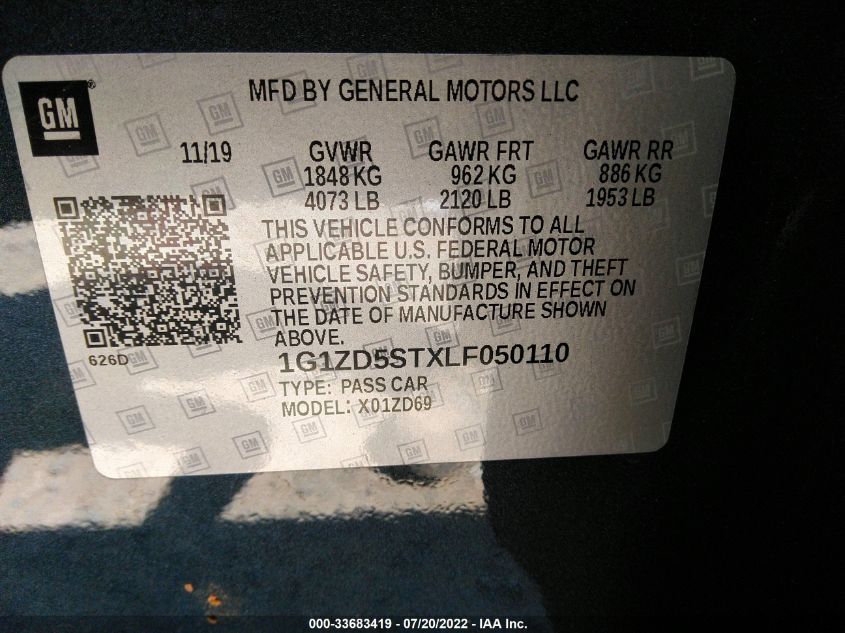 GM
MFD BY GENERAL MOTORS LLC
11/19 GVWR GAWR FRT GAWR RR
1848 KG 962 KG 886 KG
4073 LB 2120 LB 1953 LB
THIS VEHICLE CONFORMS TO ALL
APPLICABLE U.S. FEDERAL MOTOR
VEHICLE SAFETY, BUMPER, AND THEFT
PREVENTION STANDARDS IN EFFECT ON
THE DATE OF MANUFACTURE SHOWN
ABOVE.
626D
1G1ZD5STXLF050110
TYPE: PASS CAR
MODEL: X01ZD69
000-33683419 - 07/20/2022 - IAA Inc.